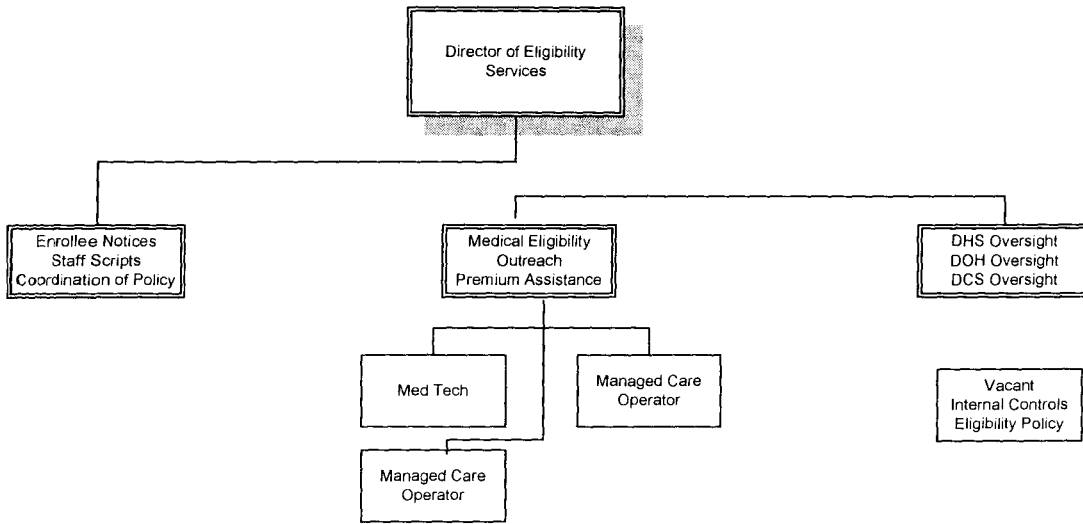 Director of Eligibility
Services
Enrollee Notices
Staff Scripts
Coordination of Policy
Medical Eligibility
Outreach
Premium Assistance
DHS Oversight
DOH Oversight
DCS Oversight
Med Tech
Managed Care
Operator
Vacant
Internal Controls
Eligibility Policy
Managed Care
Operator